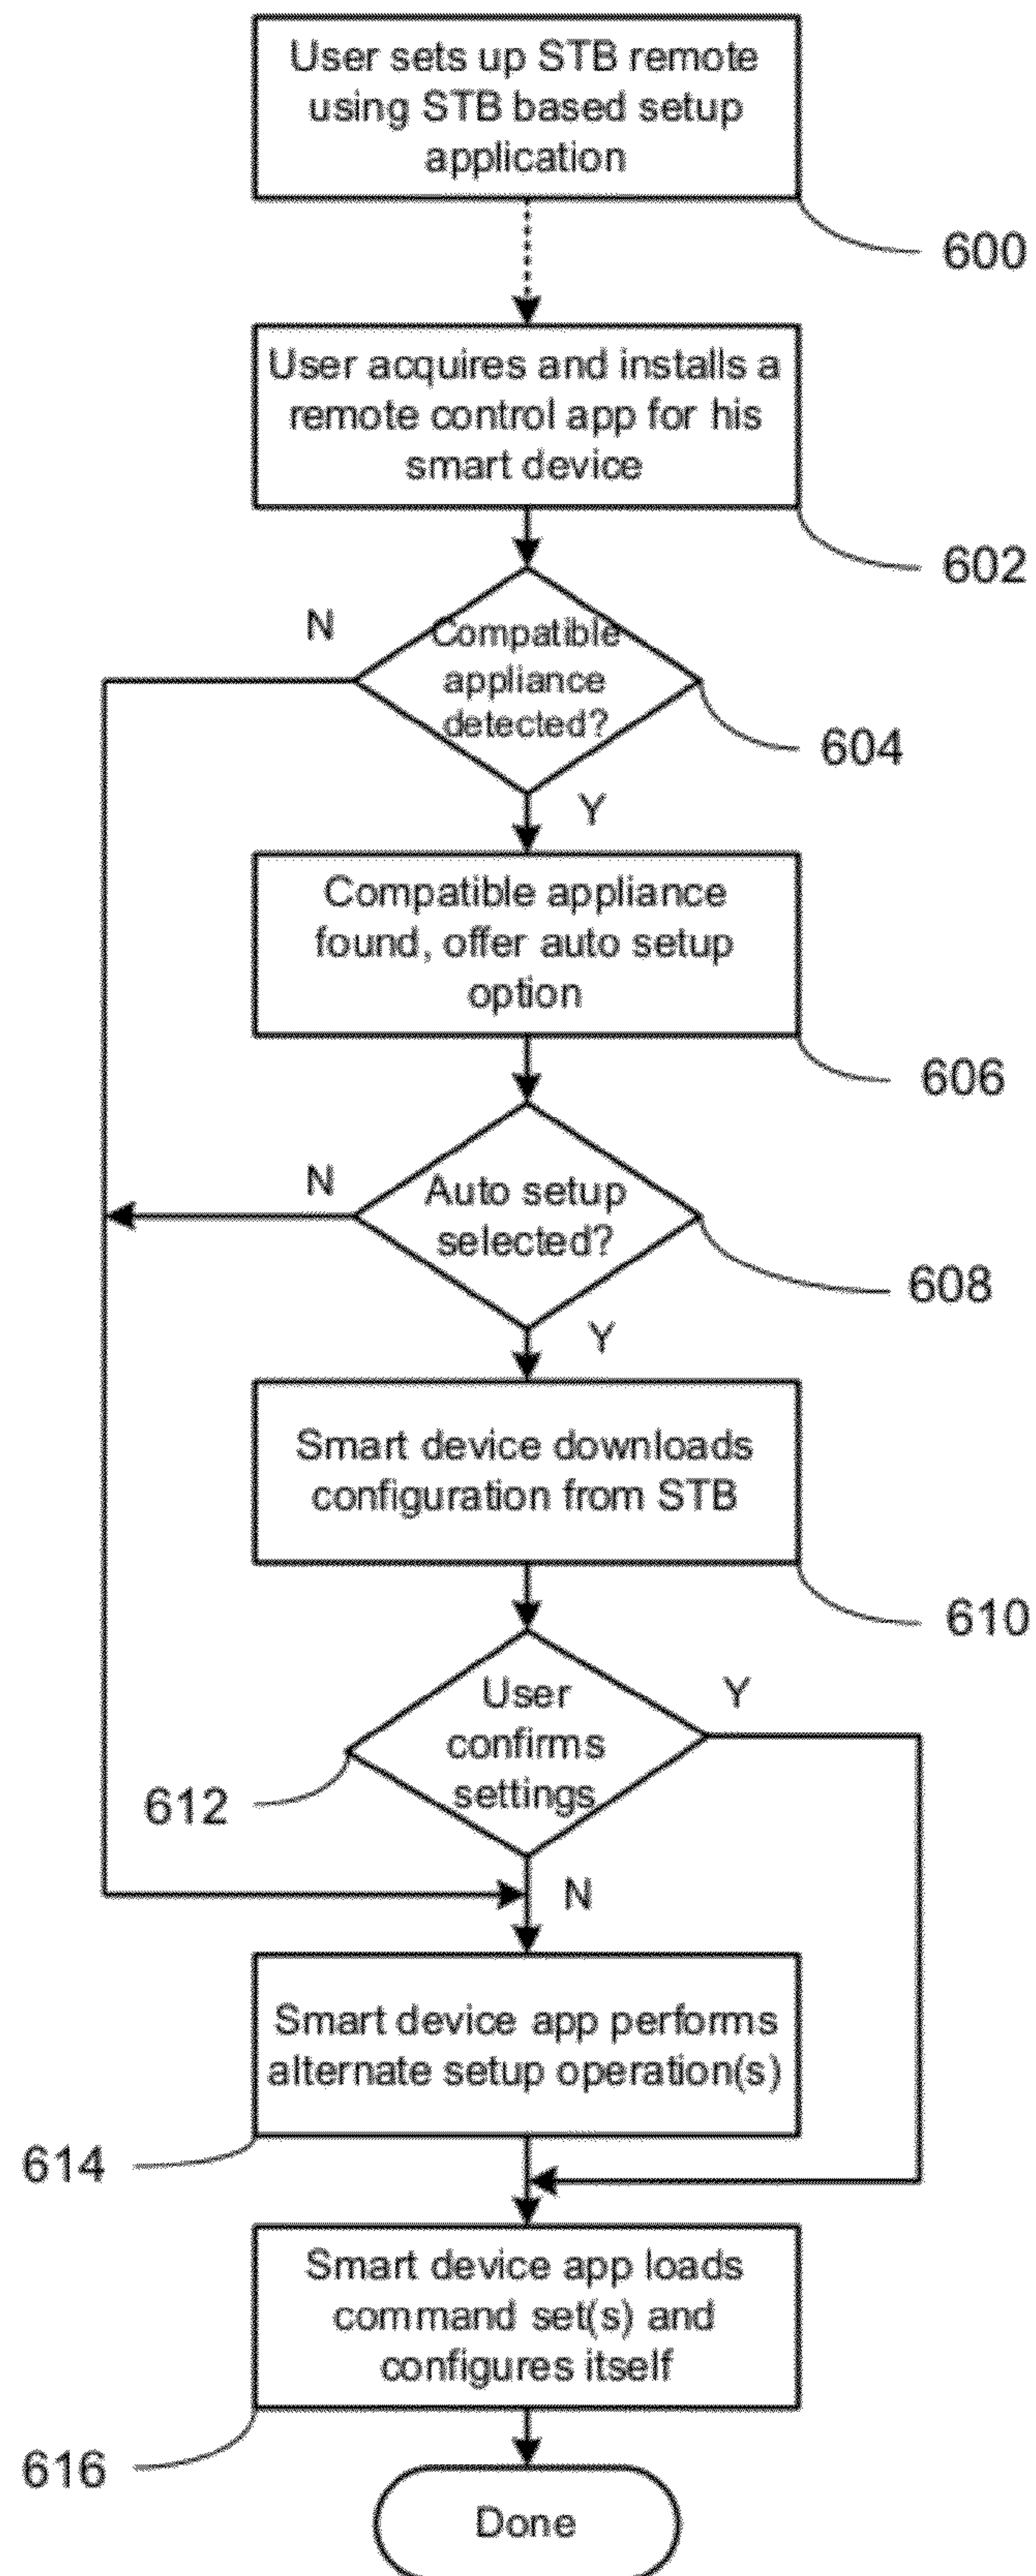 User sets up STB remote
using STB based setup
application
600
User acquires and installs a
remote control app for his
smart device
602
N
Compatible
appliance
detected?
604
Y
Compatible appliance
found, offer auto setup
option
606
N
Auto setup
selected?
608
Y
Smart device downloads
configuration from STB
610
User
confirms
settings
Y
612
N
Smart device app performs
alternate setup operation(s)
614
Smart device app loads
command set(s) and
configures itself
616
Done